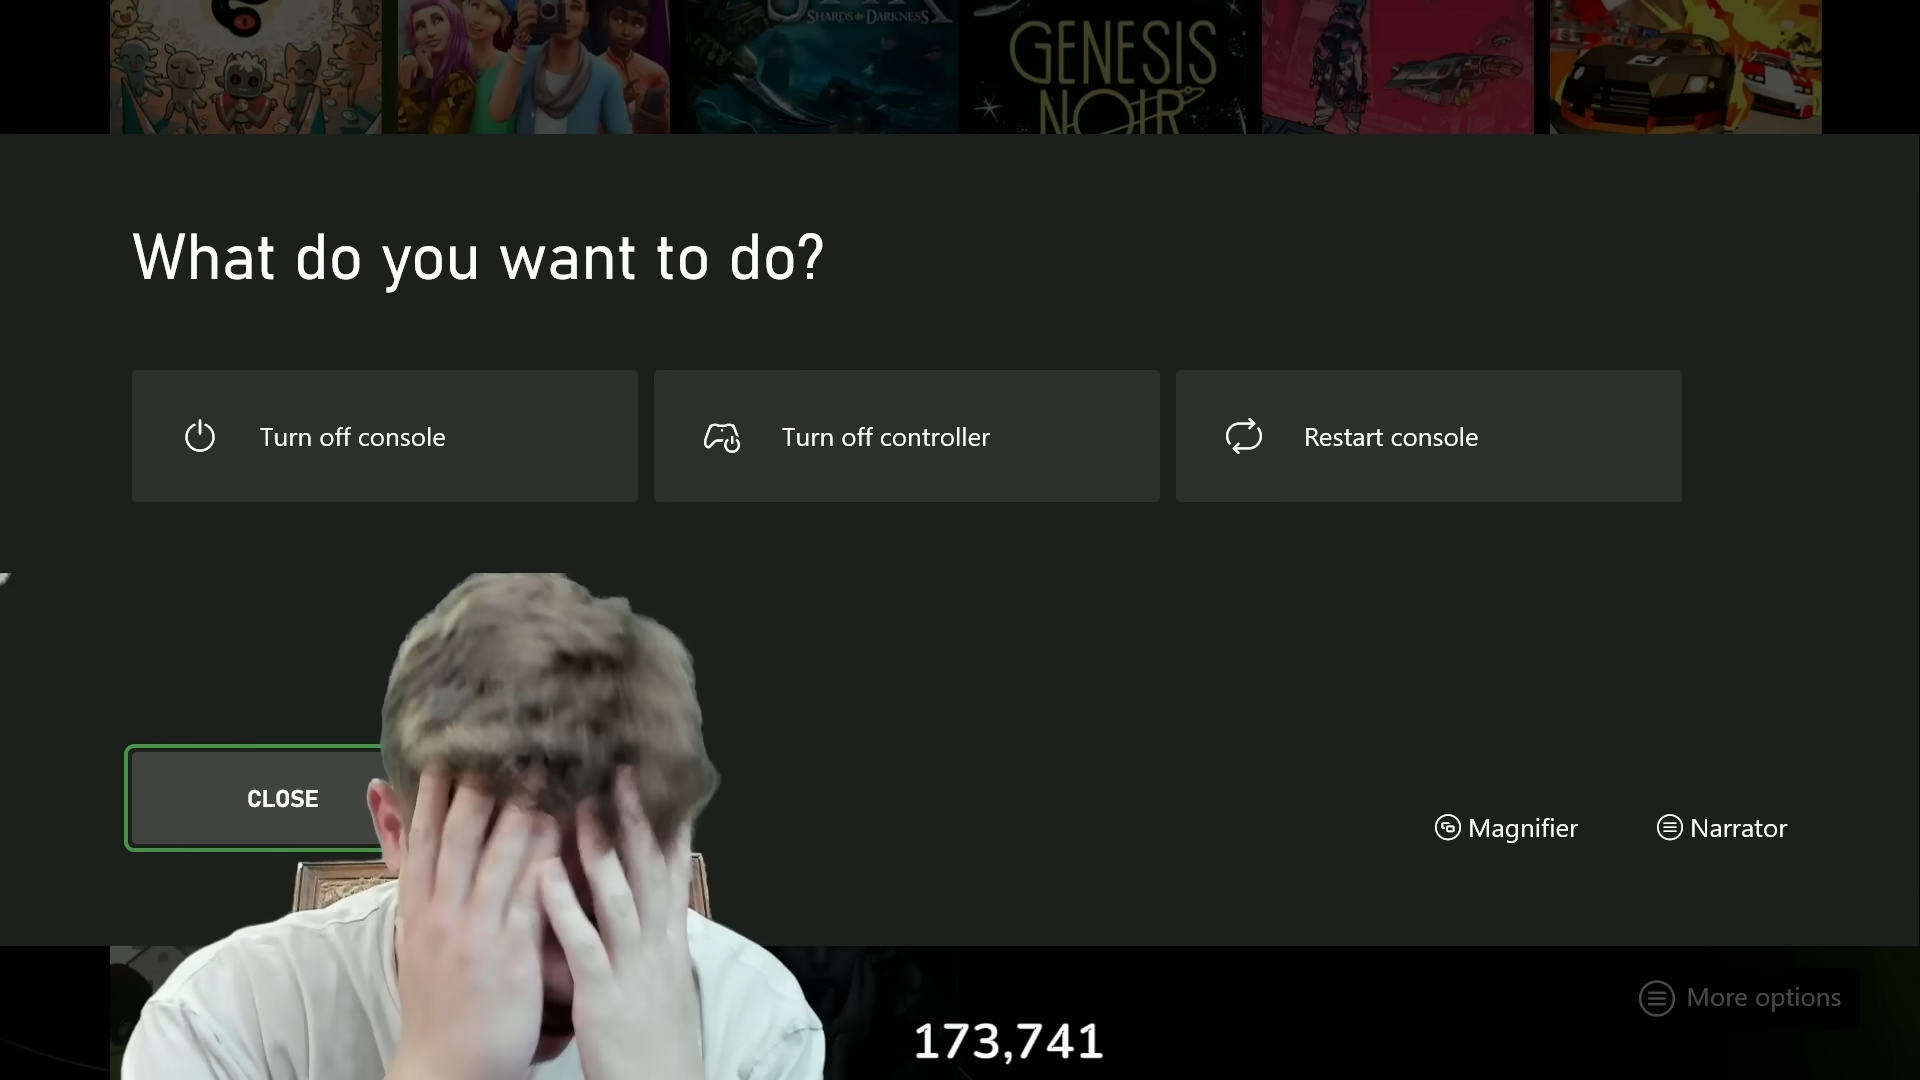 SHARDS OF DARKNESS
GENESIS
NOIR
What do you want to do?
Turn off console
Turn off controller
Restart console
CLOSE
Magnifier
Narrator
More options
173,741